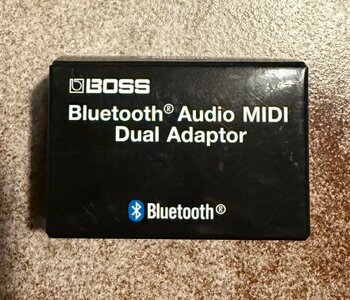 BOSS
Bluetooth® Audio MIDI
Dual Adaptor
Bluetooth®